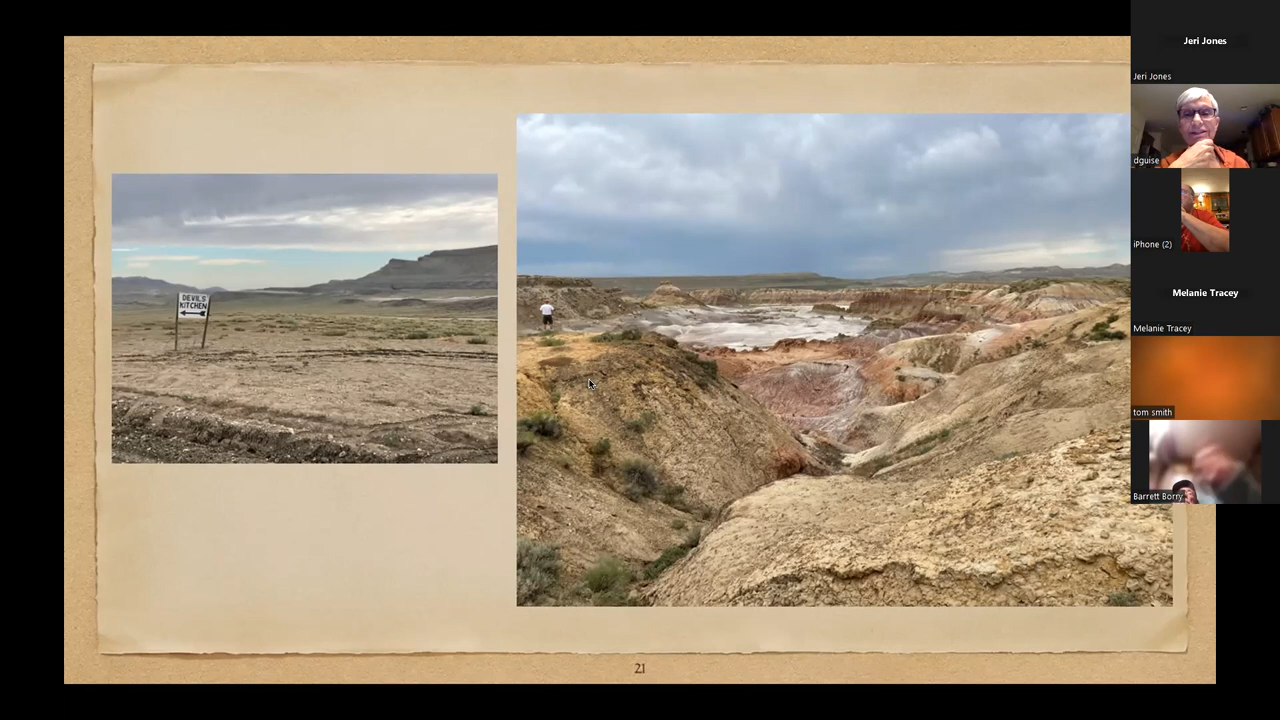 Jeri Jones
Jeri Jones
dguise
iPhone (2)
Melanie Tracey
Melanie Tracey
tom smith
Barrett Borry
DEVILS
KITCHEN
21